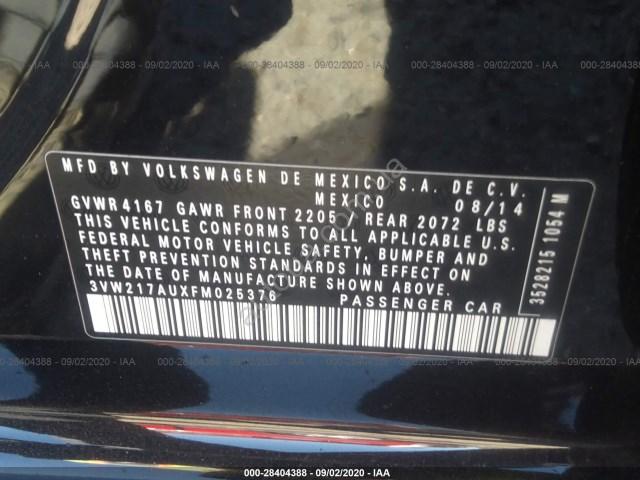 000-28404388 - 09/02/2020 - IAA
MFD BY VOLKSWAGEN DE MEXICO S.A. DE C.V.
MEXICO 08/14
GVWR 4167 GAWR FRONT 2205 / REAR 2072 LBS
THIS VEHICLE CONFORMS TO ALL APPLICABLE U.S.
FEDERAL MOTOR VEHICLE SAFETY, BUMPER AND
THEFT PREVENTION STANDARDS IN EFFECT ON
THE DATE OF MANUFACTURE SHOWN ABOVE.
3VW217AUXFM025376 PASSENGER CAR
3528215 1054 M
000-28404388 - 09/02/2020 - IAA